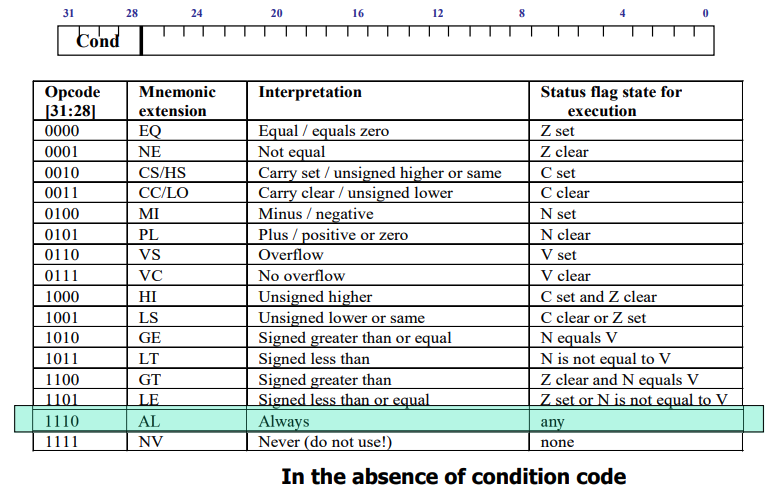 31 28 24 20 16 12 8 4 0
Cond
Opcode [31:28] Mnemonic extension Interpretation Status flag state for execution
0000 EQ Equal / equals zero Z set
0001 NE Not equal Z clear
0010 CS/HS Carry set / unsigned higher or same C set
0011 CC/LO Carry clear / unsigned lower C clear
0100 MI Minus / negative N set
0101 PL Plus / positive or zero N clear
0110 VS Overflow V set
0111 VC No overflow V clear
1000 HI Unsigned higher C set and Z clear
1001 LS Unsigned lower or same C clear or Z set
1010 GE Signed greater than or equal N equals V
1011 LT Signed less than N is not equal to V
1100 GT Signed greater than Z clear and N equals V
1101 LE Signed less than or equal Z set or N is not equal to V
1110 AL Always any
1111 NV Never (do not use!) none
In the absence of condition code